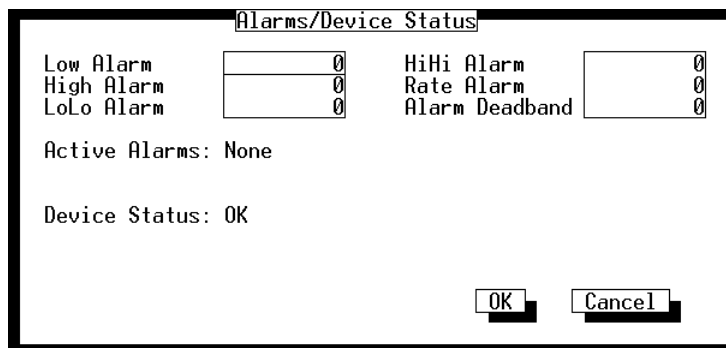 Alarms/Device Status
Low Alarm 0 HiHi Alarm 0
High Alarm 0 Rate Alarm 0
LoLo Alarm 0 Alarm Deadband 0
Active Alarms: None
Device Status: OK
OK Cancel